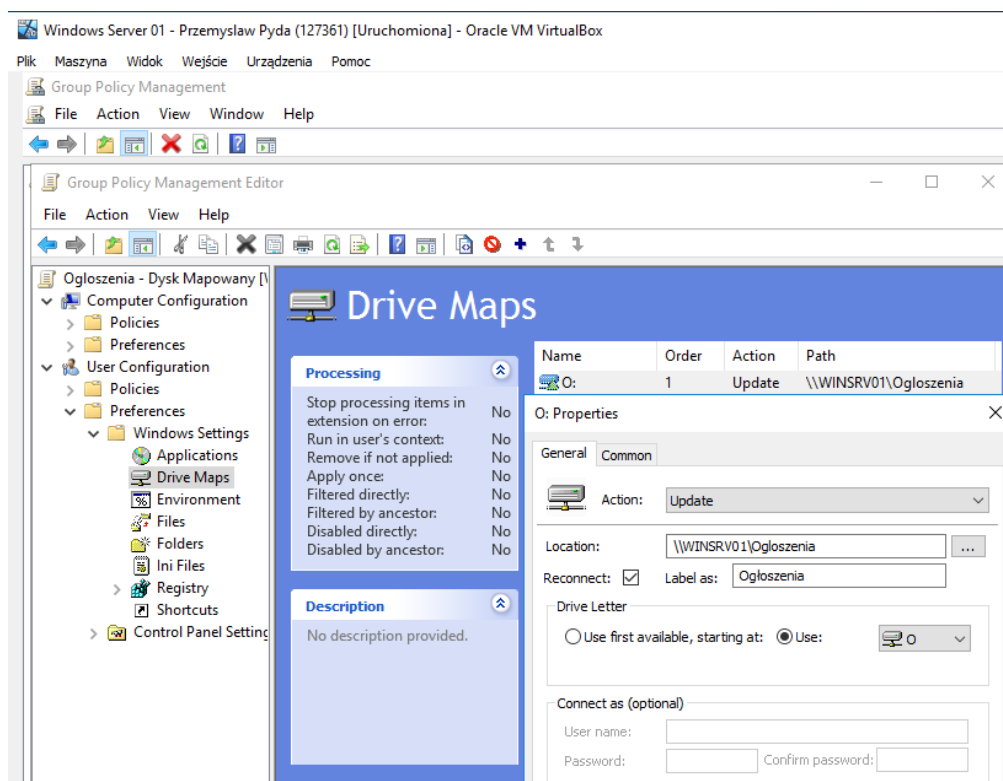 Windows Server 01 - Przemyslaw Pyda (127361) [Uruchomiona] - Oracle VM VirtualBox
Plik Maszyna Widok Wejście Urządzenia Pomoc
Group Policy Management
File Action View Window Help
Group Policy Management Editor
File Action View Help
Ogloszenia - Dysk Mapowany [\
Computer Configuration
Policies
Preferences
User Configuration
Policies
Preferences
Windows Settings
Applications
Drive Maps
Environment
Files
Folders
Ini Files
Registry
Shortcuts
Control Panel Setting
Drive Maps
Processing
Stop processing items in extension on error: No
Run in user's context: No
Remove if not applied: No
Apply once: No
Filtered directly: No
Filtered by ancestor: No
Disabled directly: No
Disabled by ancestor: No
Description
No description provided.
Name Order Action Path
O: 1 Update \\WINSRV01\Ogloszenia
O: Properties
General Common
Action: Update
Location: \\WINSRV01\Ogloszenia ...
Reconnect: Label as: Ogłoszenia
Drive Letter
Use first available, starting at: Use: O
Connect as (optional)
User name:
Password: Confirm password: